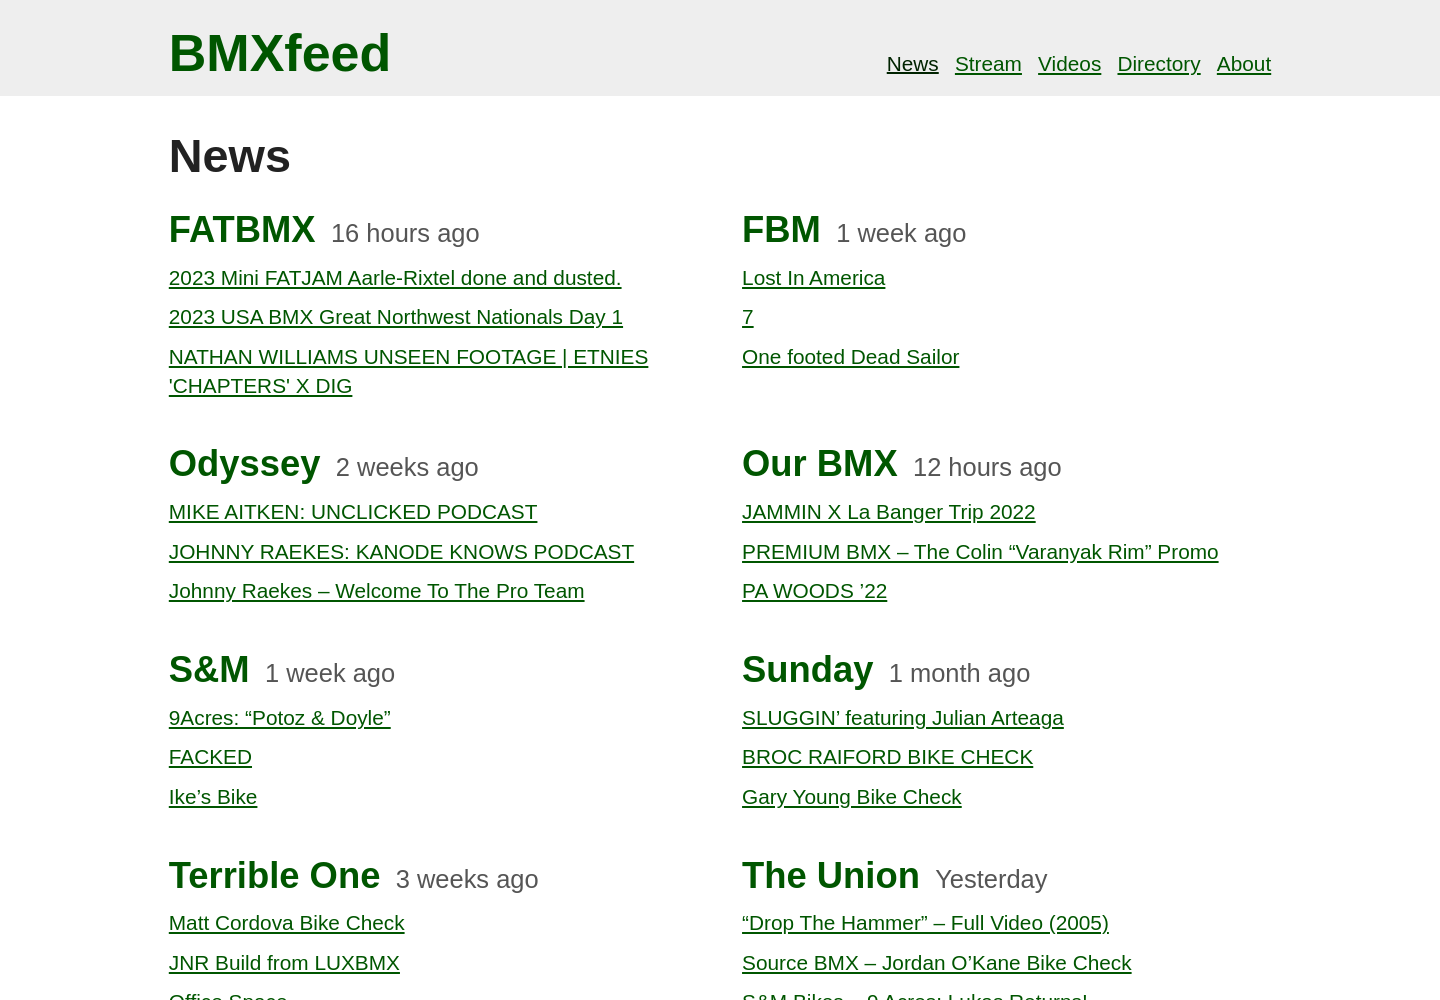 BMXfeed
News Stream Videos Directory About
News
FATBMX 16 hours ago
2023 Mini FATJAM Aarle-Rixtel done and dusted.
2023 USA BMX Great Northwest Nationals Day 1
NATHAN WILLIAMS UNSEEN FOOTAGE | ETNIES
'CHAPTERS' X DIG
FBM 1 week ago
Lost In America
7
One footed Dead Sailor
Odyssey 2 weeks ago
MIKE AITKEN: UNCLICKED PODCAST
JOHNNY RAEKES: KANODE KNOWS PODCAST
Johnny Raekes – Welcome To The Pro Team
Our BMX 12 hours ago
JAMMIN X La Banger Trip 2022
PREMIUM BMX – The Colin “Varanyak Rim” Promo
PA WOODS ’22
S&M 1 week ago
9Acres: “Potoz & Doyle”
FACKED
Ike’s Bike
Sunday 1 month ago
SLUGGIN’ featuring Julian Arteaga
BROC RAIFORD BIKE CHECK
Gary Young Bike Check
Terrible One 3 weeks ago
Matt Cordova Bike Check
JNR Build from LUXBMX
Office Space
The Union Yesterday
“Drop The Hammer” – Full Video (2005)
Source BMX – Jordan O’Kane Bike Check
S&M Bikes – 9 Acres: Lukas Returns!